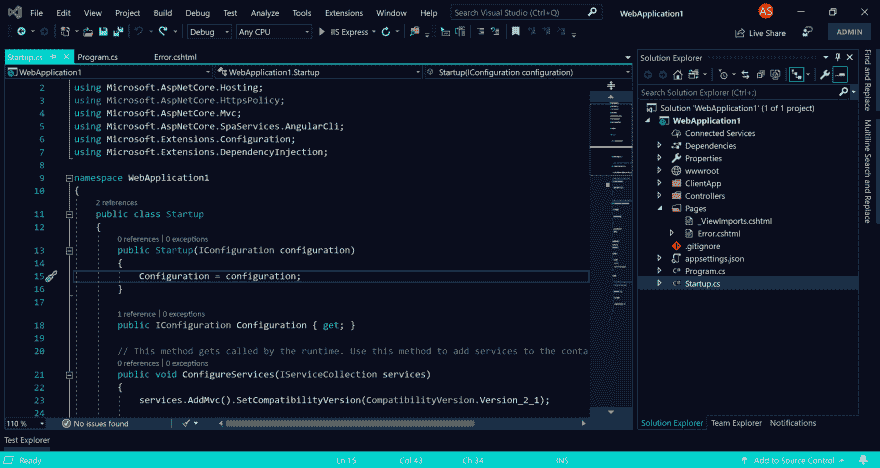 File Edit View Project Build Debug Test Analyze Tools Extensions Window Help Search Visual Studio (Ctrl+Q) WebApplication1 AS
Debug Any CPU IIS Express Live Share ADMIN
Startup.cs Program.cs Error.cshtml
WebApplication1 WebApplication1.Startup Startup(IConfiguration configuration)
2 using Microsoft.AspNetCore.Hosting;
3 using Microsoft.AspNetCore.HttpsPolicy;
4 using Microsoft.AspNetCore.Mvc;
5 using Microsoft.AspNetCore.SpaServices.AngularCli;
6 using Microsoft.Extensions.Configuration;
7 using Microsoft.Extensions.DependencyInjection;
8
9 namespace WebApplication1
10 {
2 references
11 public class Startup
12 {
0 references | 0 exceptions
13 public Startup(IConfiguration configuration)
14 {
15 Configuration = configuration;
16 }
17
1 reference | 0 exceptions
18 public IConfiguration Configuration { get; }
19
20 // This method gets called by the runtime. Use this method to add services to the conta
0 references | 0 exceptions
21 public void ConfigureServices(IServiceCollection services)
22 {
23 services.AddMvc().SetCompatibilityVersion(CompatibilityVersion.Version_2_1);
24
110 % No issues found
Test Explorer
Solution Explorer
Search Solution Explorer (Ctrl+;)
Solution 'WebApplication1' (1 of 1 project)
WebApplication1
Connected Services
Dependencies
Properties
wwwroot
ClientApp
Controllers
Pages
_ViewImports.cshtml
Error.cshtml
.gitignore
appsettings.json
Program.cs
Startup.cs
Solution Explorer Team Explorer Notifications
Find and Replace
Multiline Search and Replace
Ready Ln 15 Col 43 Ch 34 INS Add to Source Control